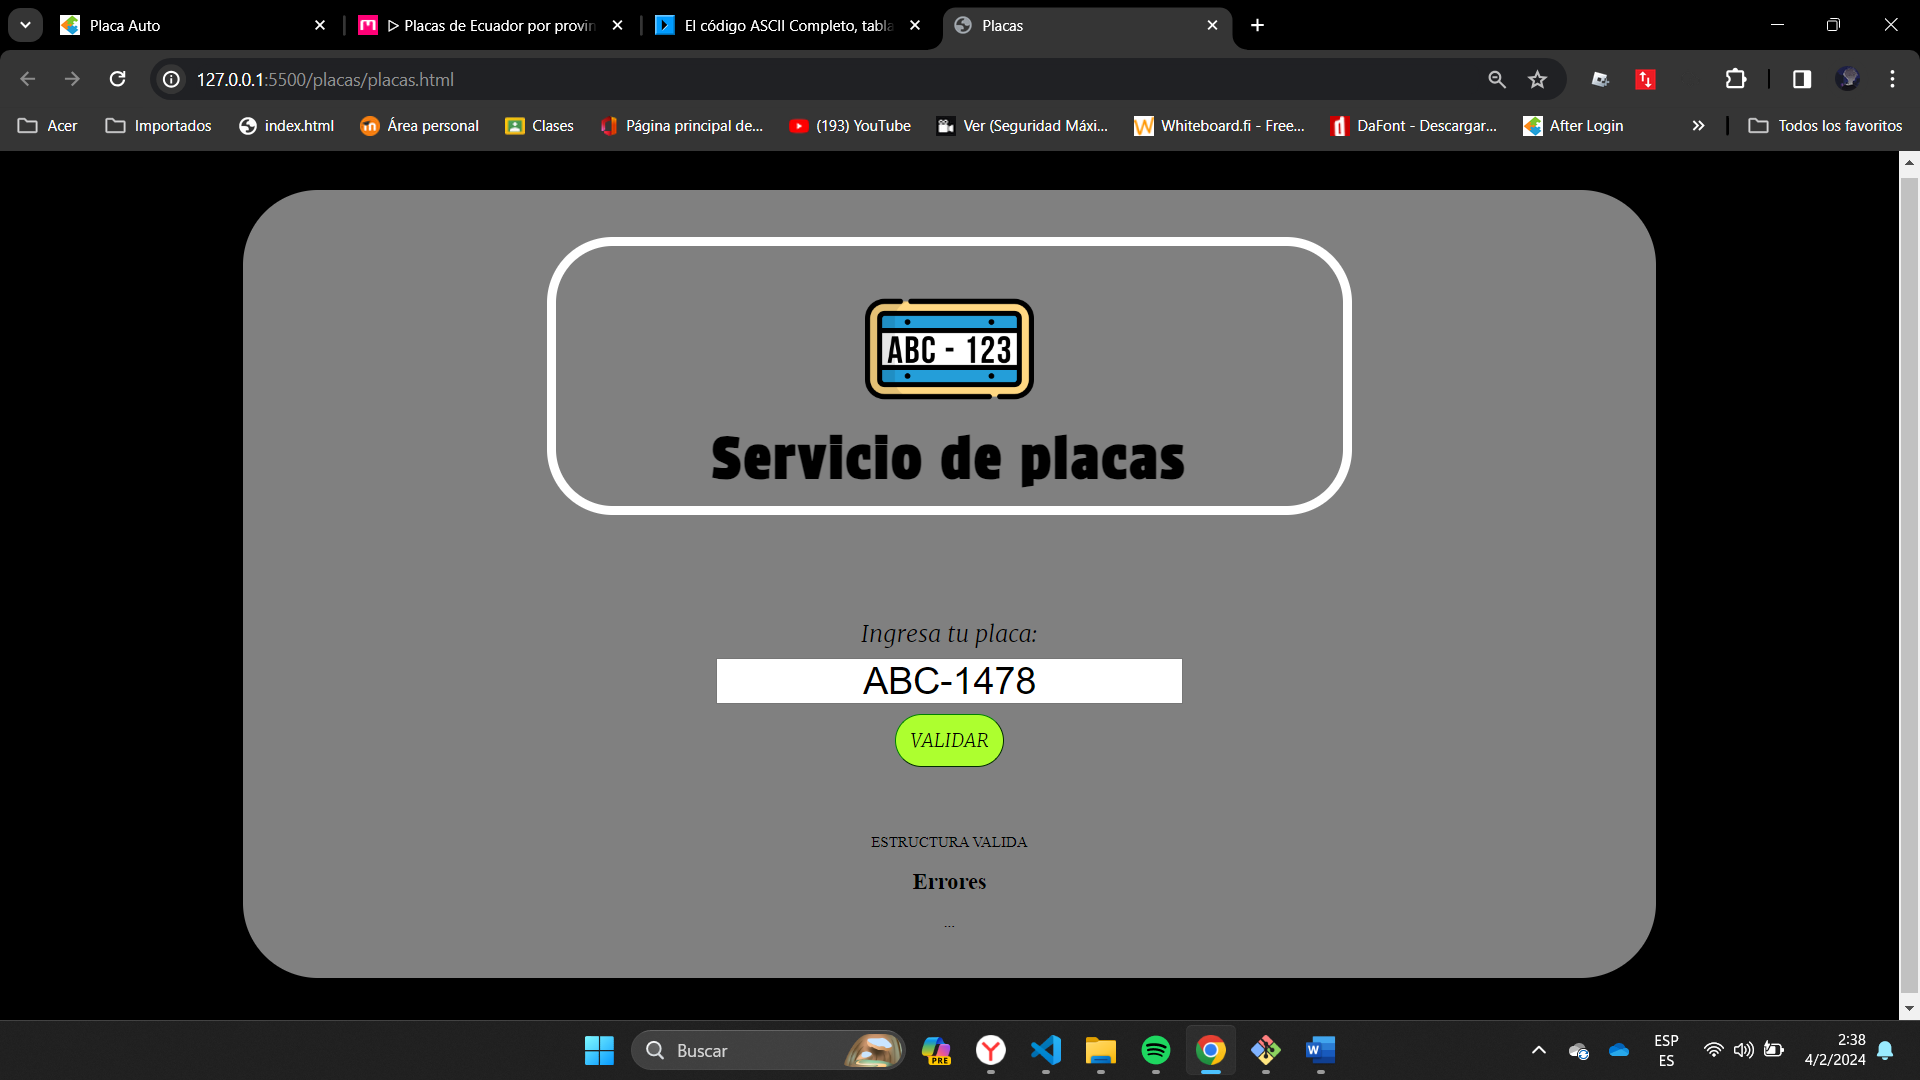 Placa Auto
▷ Placas de Ecuador por provin
El código ASCII Completo, tabla
Placas
127.0.0.1:5500/placas/placas.html
Acer
Importados
index.html
Área personal
Clases
Página principal de...
(193) YouTube
Ver (Seguridad Máxi...
Whiteboard.fi - Free...
DaFont - Descargar...
After Login
Todos los favoritos
ABC - 123
Servicio de placas
Ingresa tu placa:
ABC-1478
VALIDAR
ESTRUCTURA VALIDA
Errores
...
Buscar
PRE
ESP
ES
2:38
4/2/2024